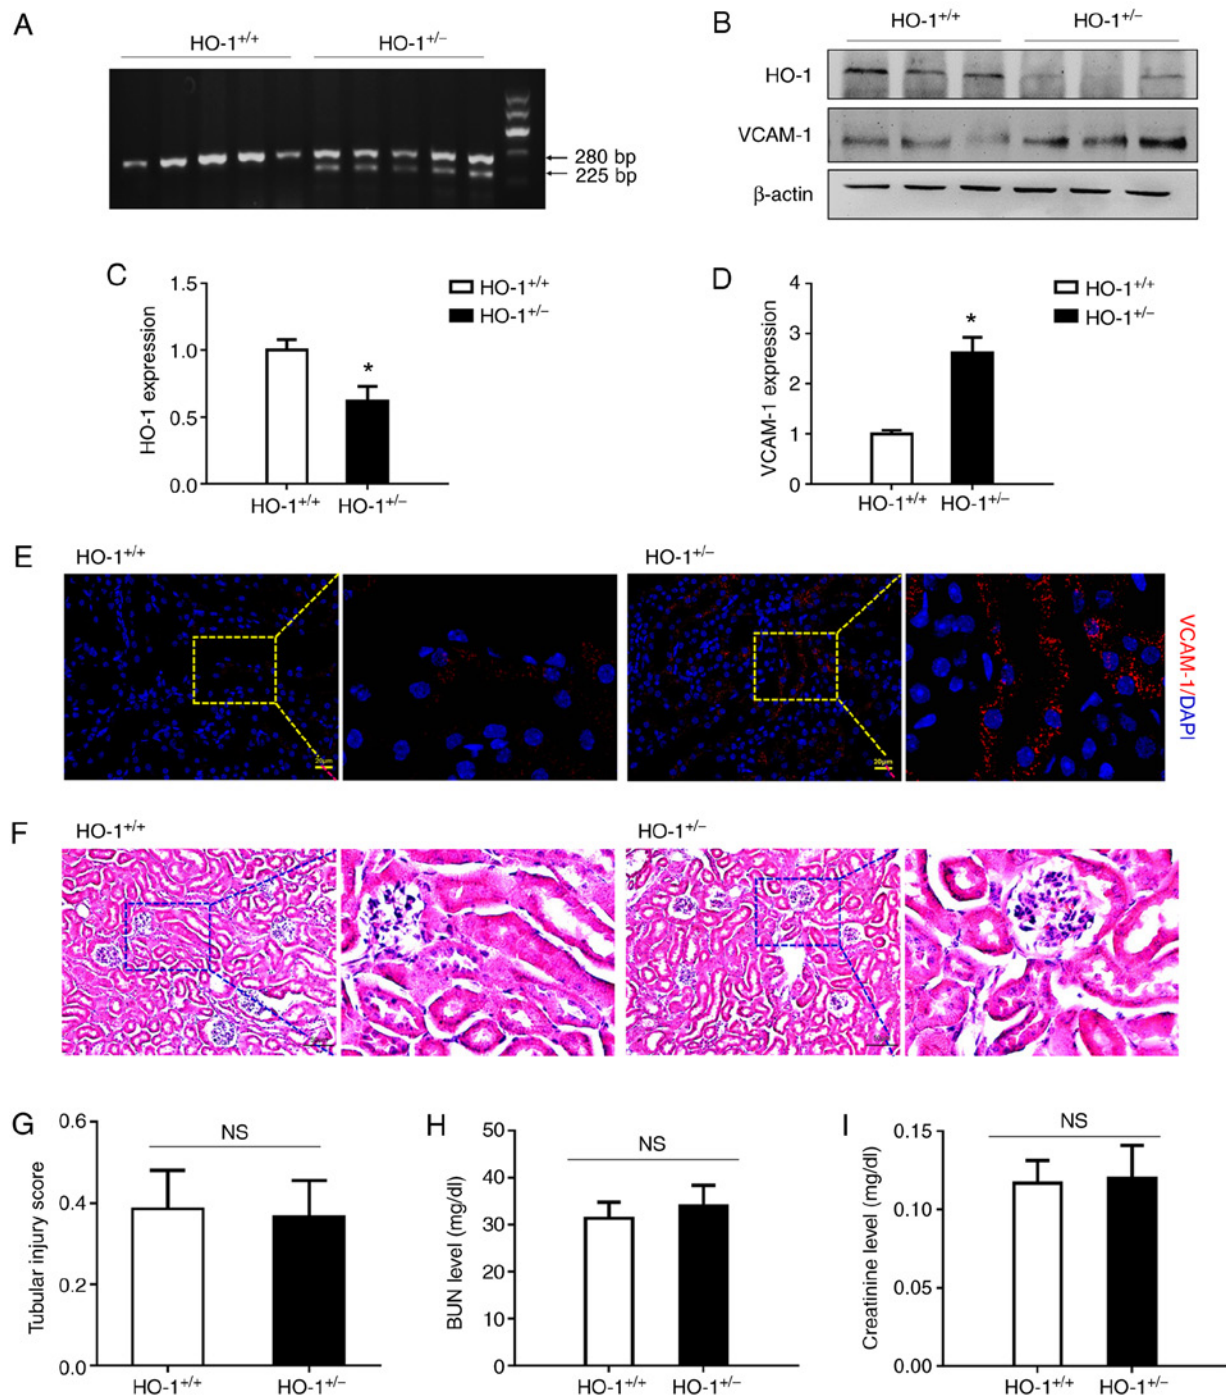 A
HO-1+/+ HO-1+/−
280 bp
225 bp
B
HO-1+/+ HO-1+/−
HO-1
VCAM-1
β-actin
C
HO-1 expression
1.5
1.0
0.5
0.0
*
HO-1+/+ HO-1+/−
HO-1+/+
HO-1+/−
D
VCAM-1 expression
4
3
2
1
0
*
HO-1+/+ HO-1+/−
HO-1+/+
HO-1+/−
E
HO-1+/+ HO-1+/−
20μm 20μm
VCAM-1/DAPI
F
HO-1+/+ HO-1+/−
G
Tubular injury score
0.6
0.4
0.2
0.0
NS
HO-1+/+ HO-1+/−
H
BUN level (mg/dl)
50
40
30
20
10
0
NS
HO-1+/+ HO-1+/−
I
Creatinine level (mg/dl)
0.15
0.10
0.05
0.00
NS
HO-1+/+ HO-1+/−